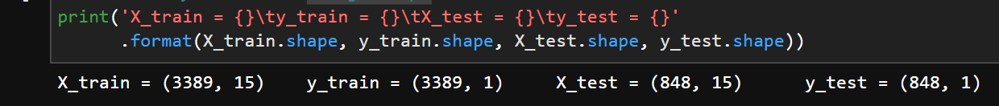 print('X_train = {}\ty_train = {}\tX_test = {}\ty_test = {}'
.format(X_train.shape, y_train.shape, X_test.shape, y_test.shape))
X_train = (3389, 15) y_train = (3389, 1) X_test = (848, 15) y_test = (848, 1)